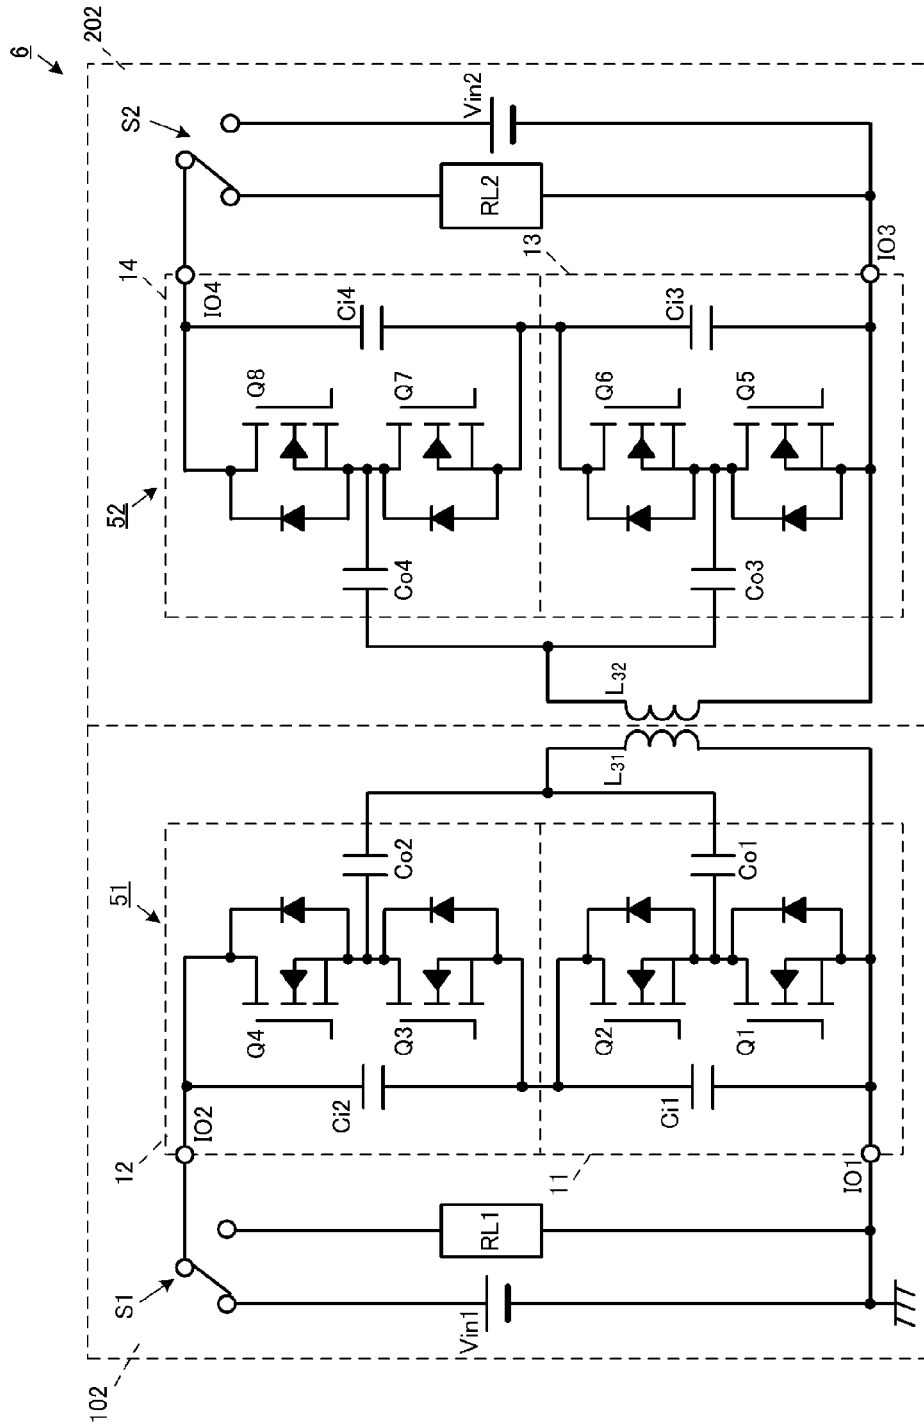 6
202
S2
Vin2
RL2
14
13
IO4
IO3
Ci4
Ci3
Q8
Q7
Q6
Q5
52
Co4
Co3
L32
L31
51
Co2
Co1
Q4
Q3
Q2
Q1
Ci2
Ci1
IO2
IO1
12
11
RL1
S1
Vin1
102